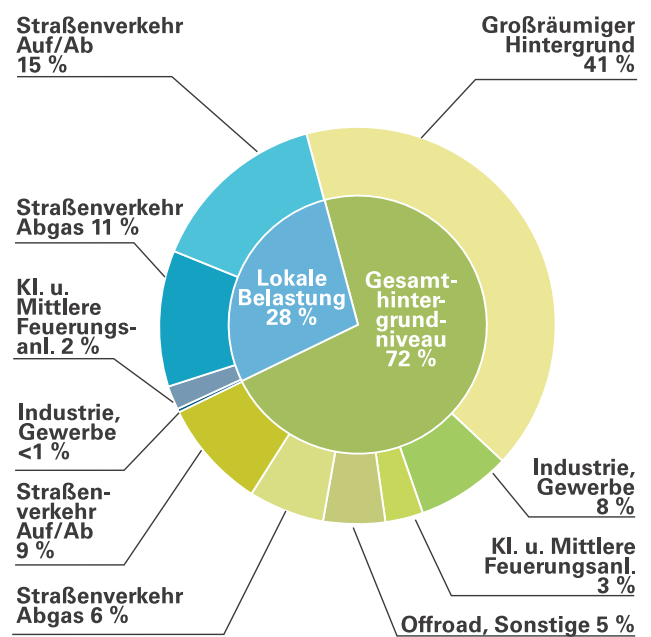 Straßenverkehr
Auf/Ab
15 %
Großräumiger
Hintergrund
41 %
Straßenverkehr
Abgas 11 %
Kl. u.
Mittlere
Feuerungs-
anl. 2 %
Industrie,
Gewerbe
<1 %
Straßen-
verkehr
Auf/Ab
9 %
Straßenverkehr
Abgas 6 %
Lokale
Belastung
28 %
Gesamt-
hinter-
grund-
niveau
72 %
Industrie,
Gewerbe
8 %
Kl. u. Mittlere
Feuerungsanl.
3 %
Offroad, Sonstige 5 %